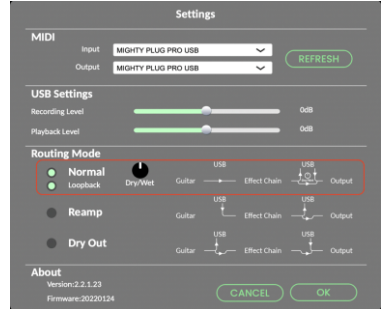 Settings
MIDI
Input MIGHTY PLUG PRO USB
REFRESH
Output MIGHTY PLUG PRO USB
USB Settings
Recording Level 0dB
Playback Level 0dB
Routing Mode
USB USB
Normal
Loopback Dry/Wet Guitar Effect Chain Output
USB USB
Reamp Guitar Effect Chain Output
USB USB
Dry Out Guitar Effect Chain Output
About
Version:2.2.1.23
Firmware:20220124
CANCEL OK